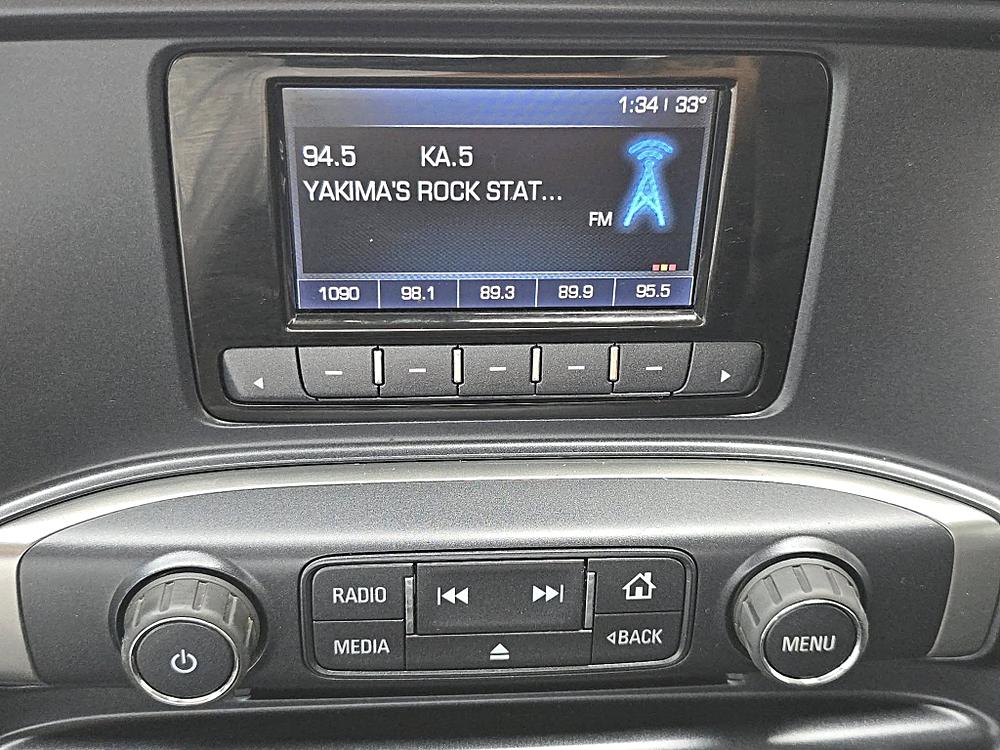 1:34 | 33°
94.5 KA.5
YAKIMA'S ROCK STAT...
FM
1090 98.1 89.3 89.9 95.5
RADIO
MEDIA
BACK
MENU